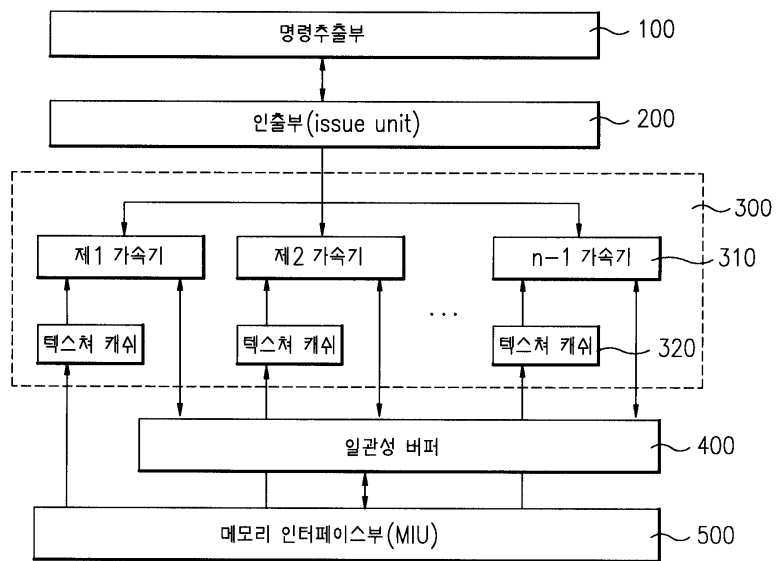 명령추출부
100
인출부(issue unit)
200
300
제1 가속기
제2 가속기
n-1 가속기
310
...
텍스쳐 캐쉬
텍스쳐 캐쉬
텍스쳐 캐쉬
320
일관성 버퍼
400
메모리 인터페이스부(MIU)
500